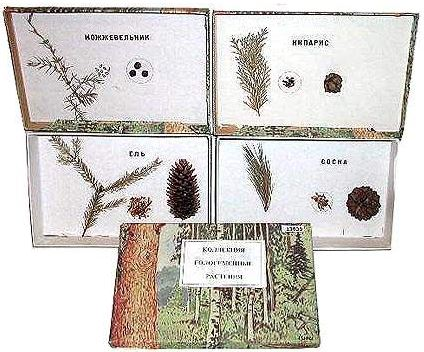 МОЖЖЕВЕЛЬНИК
КИПАРИС
ЕЛЬ
СОСНА
КОЛЛЕКЦИЯ
ГОЛОСЕМЕННЫЕ
РАСТЕНИЯ